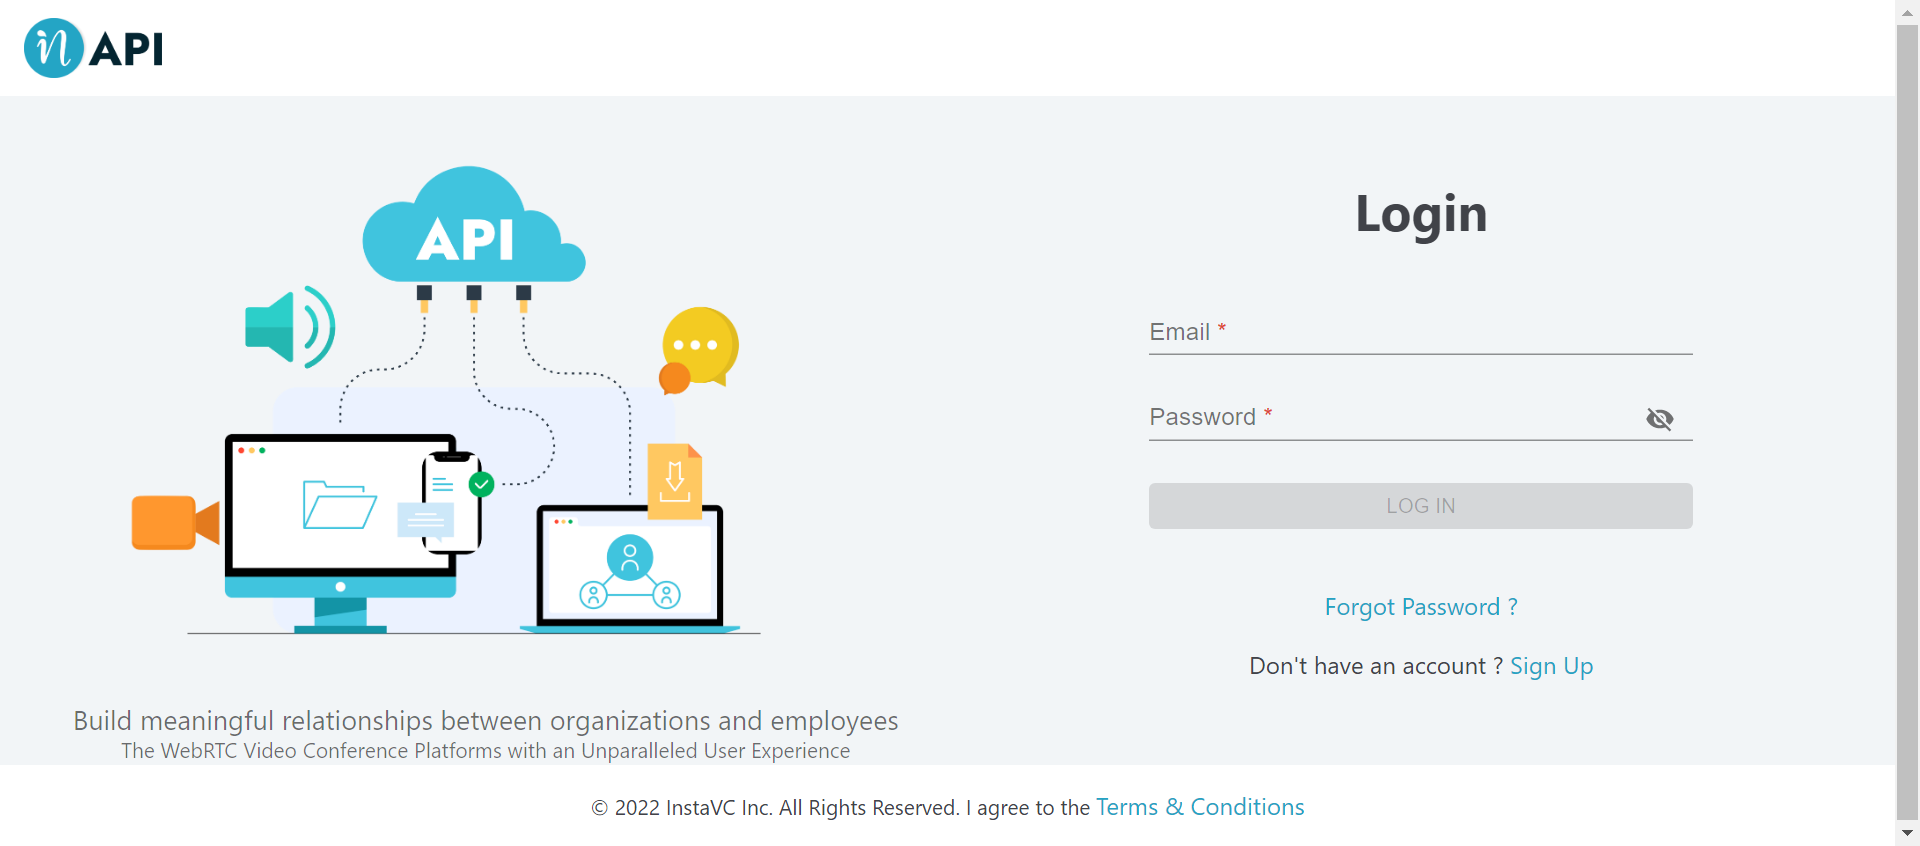 in API
API
Login
Email *
Password *
LOG IN
Forgot Password ?
Don't have an account ? Sign Up
Build meaningful relationships between organizations and employees
The WebRTC Video Conference Platforms with an Unparalleled User Experience
© 2022 InstaVC Inc. All Rights Reserved. I agree to the Terms & Conditions